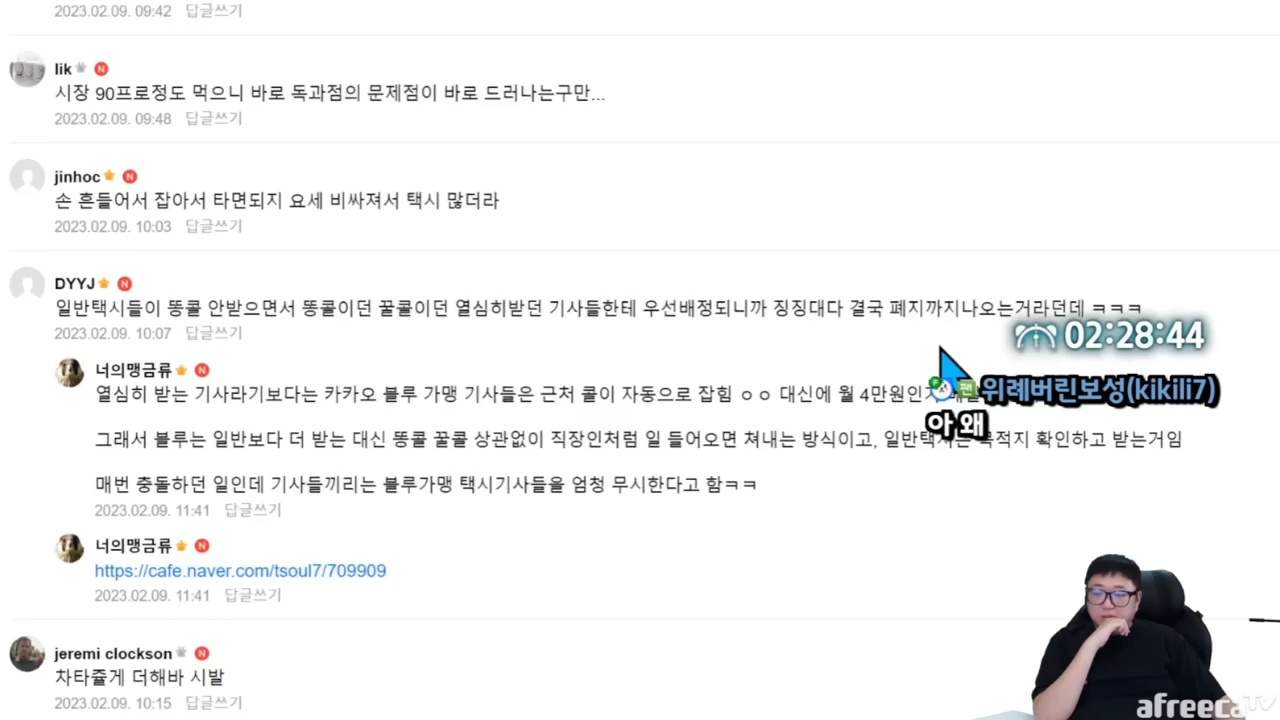 2023.02.09. 09:42 답글쓰기
lik N
시장 90프로정도 먹으니 바로 독과점의 문제점이 바로 드러나는구만...
2023.02.09. 09:48 답글쓰기
jinhoc N
손 흔들어서 잡아서 타면되지 요세 비싸져서 택시 많더라
2023.02.09. 10:03 답글쓰기
DYYJ N
일반택시들이 똥콜 안받으면서 똥콜이던 꿀콜이던 열심히받던 기사들한테 우선배정되니까 징징대다 결국 폐지까지나오는거라던데 ㅋㅋㅋ
2023.02.09. 10:07 답글쓰기
02:28:44
너의맹금류 N
열심히 받는 기사라기보다는 카카오 블루 가맹 기사들은 근처 콜이 자동으로 잡힘 ㅇㅇ 대신에 월 4만원인가
위례버린보성(kikili7)
아 왜
그래서 블루는 일반보다 더 받는 대신 똥콜 꿀콜 상관없이 직장인처럼 일 들어오면 쳐내는 방식이고, 일반택시는 목적지 확인하고 받는거임
매번 충돌하던 일인데 기사들끼리는 블루가맹 택시기사들을 엄청 무시한다고 함ㅋㅋ
2023.02.09. 11:41 답글쓰기
너의맹금류 N
https://cafe.naver.com/tsoul7/709909
2023.02.09. 11:41 답글쓰기
jeremi clockson N
차타쥴게 더해바 시발
2023.02.09. 10:15 답글쓰기
afreecaTV